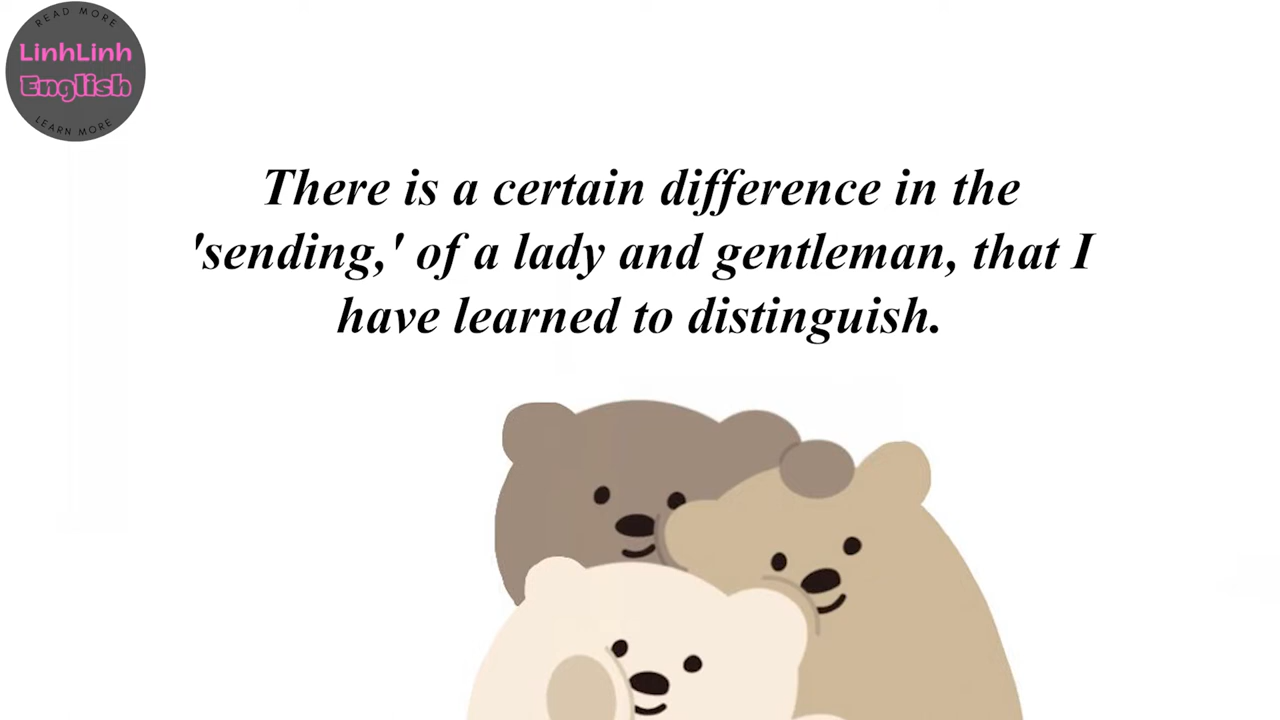 READ MORE
LinhLinh
English
LEARN MORE
There is a certain difference in the
'sending,' of a lady and gentleman, that I
have learned to distinguish.